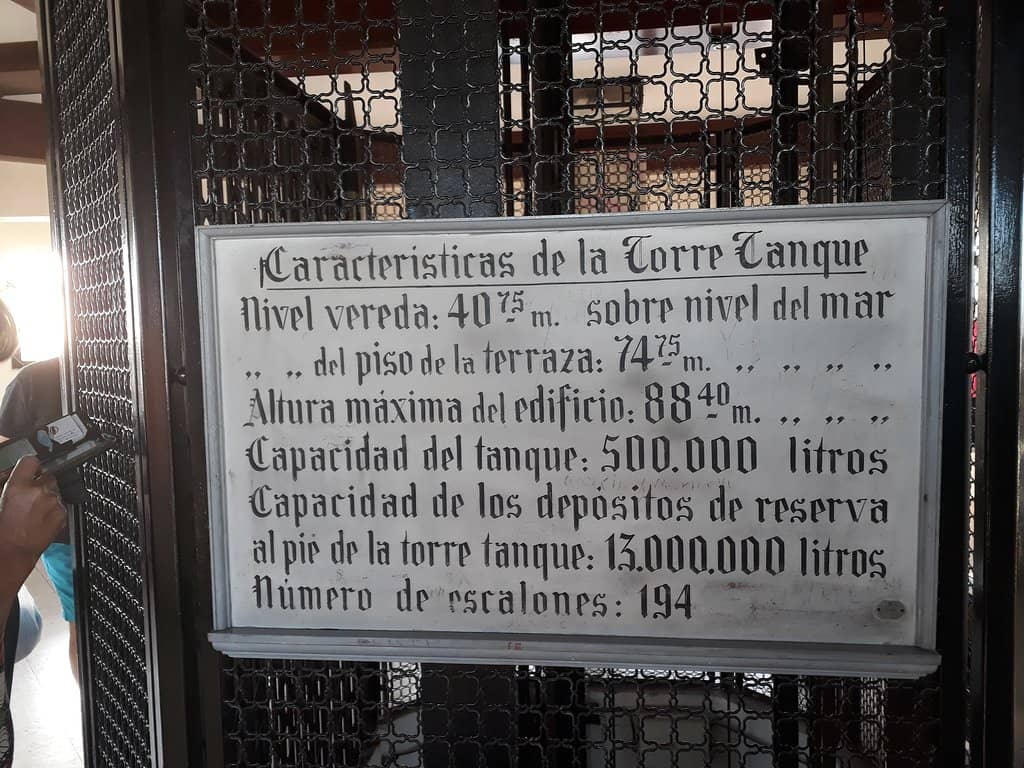 Características de la Torre Tanque
Nivel vereda: 40 75 m. sobre nivel del mar
„ „ del piso de la terraza: 74 75 m. „ „ „ „
Altura máxima del edificio: 88 40 m. „ „ „ „
Capacidad del tanque: 500.000 litros
Capacidad de los depósitos de reserva
al pié de la torre tanque: 13.000.000 litros
Número de escalones: 194